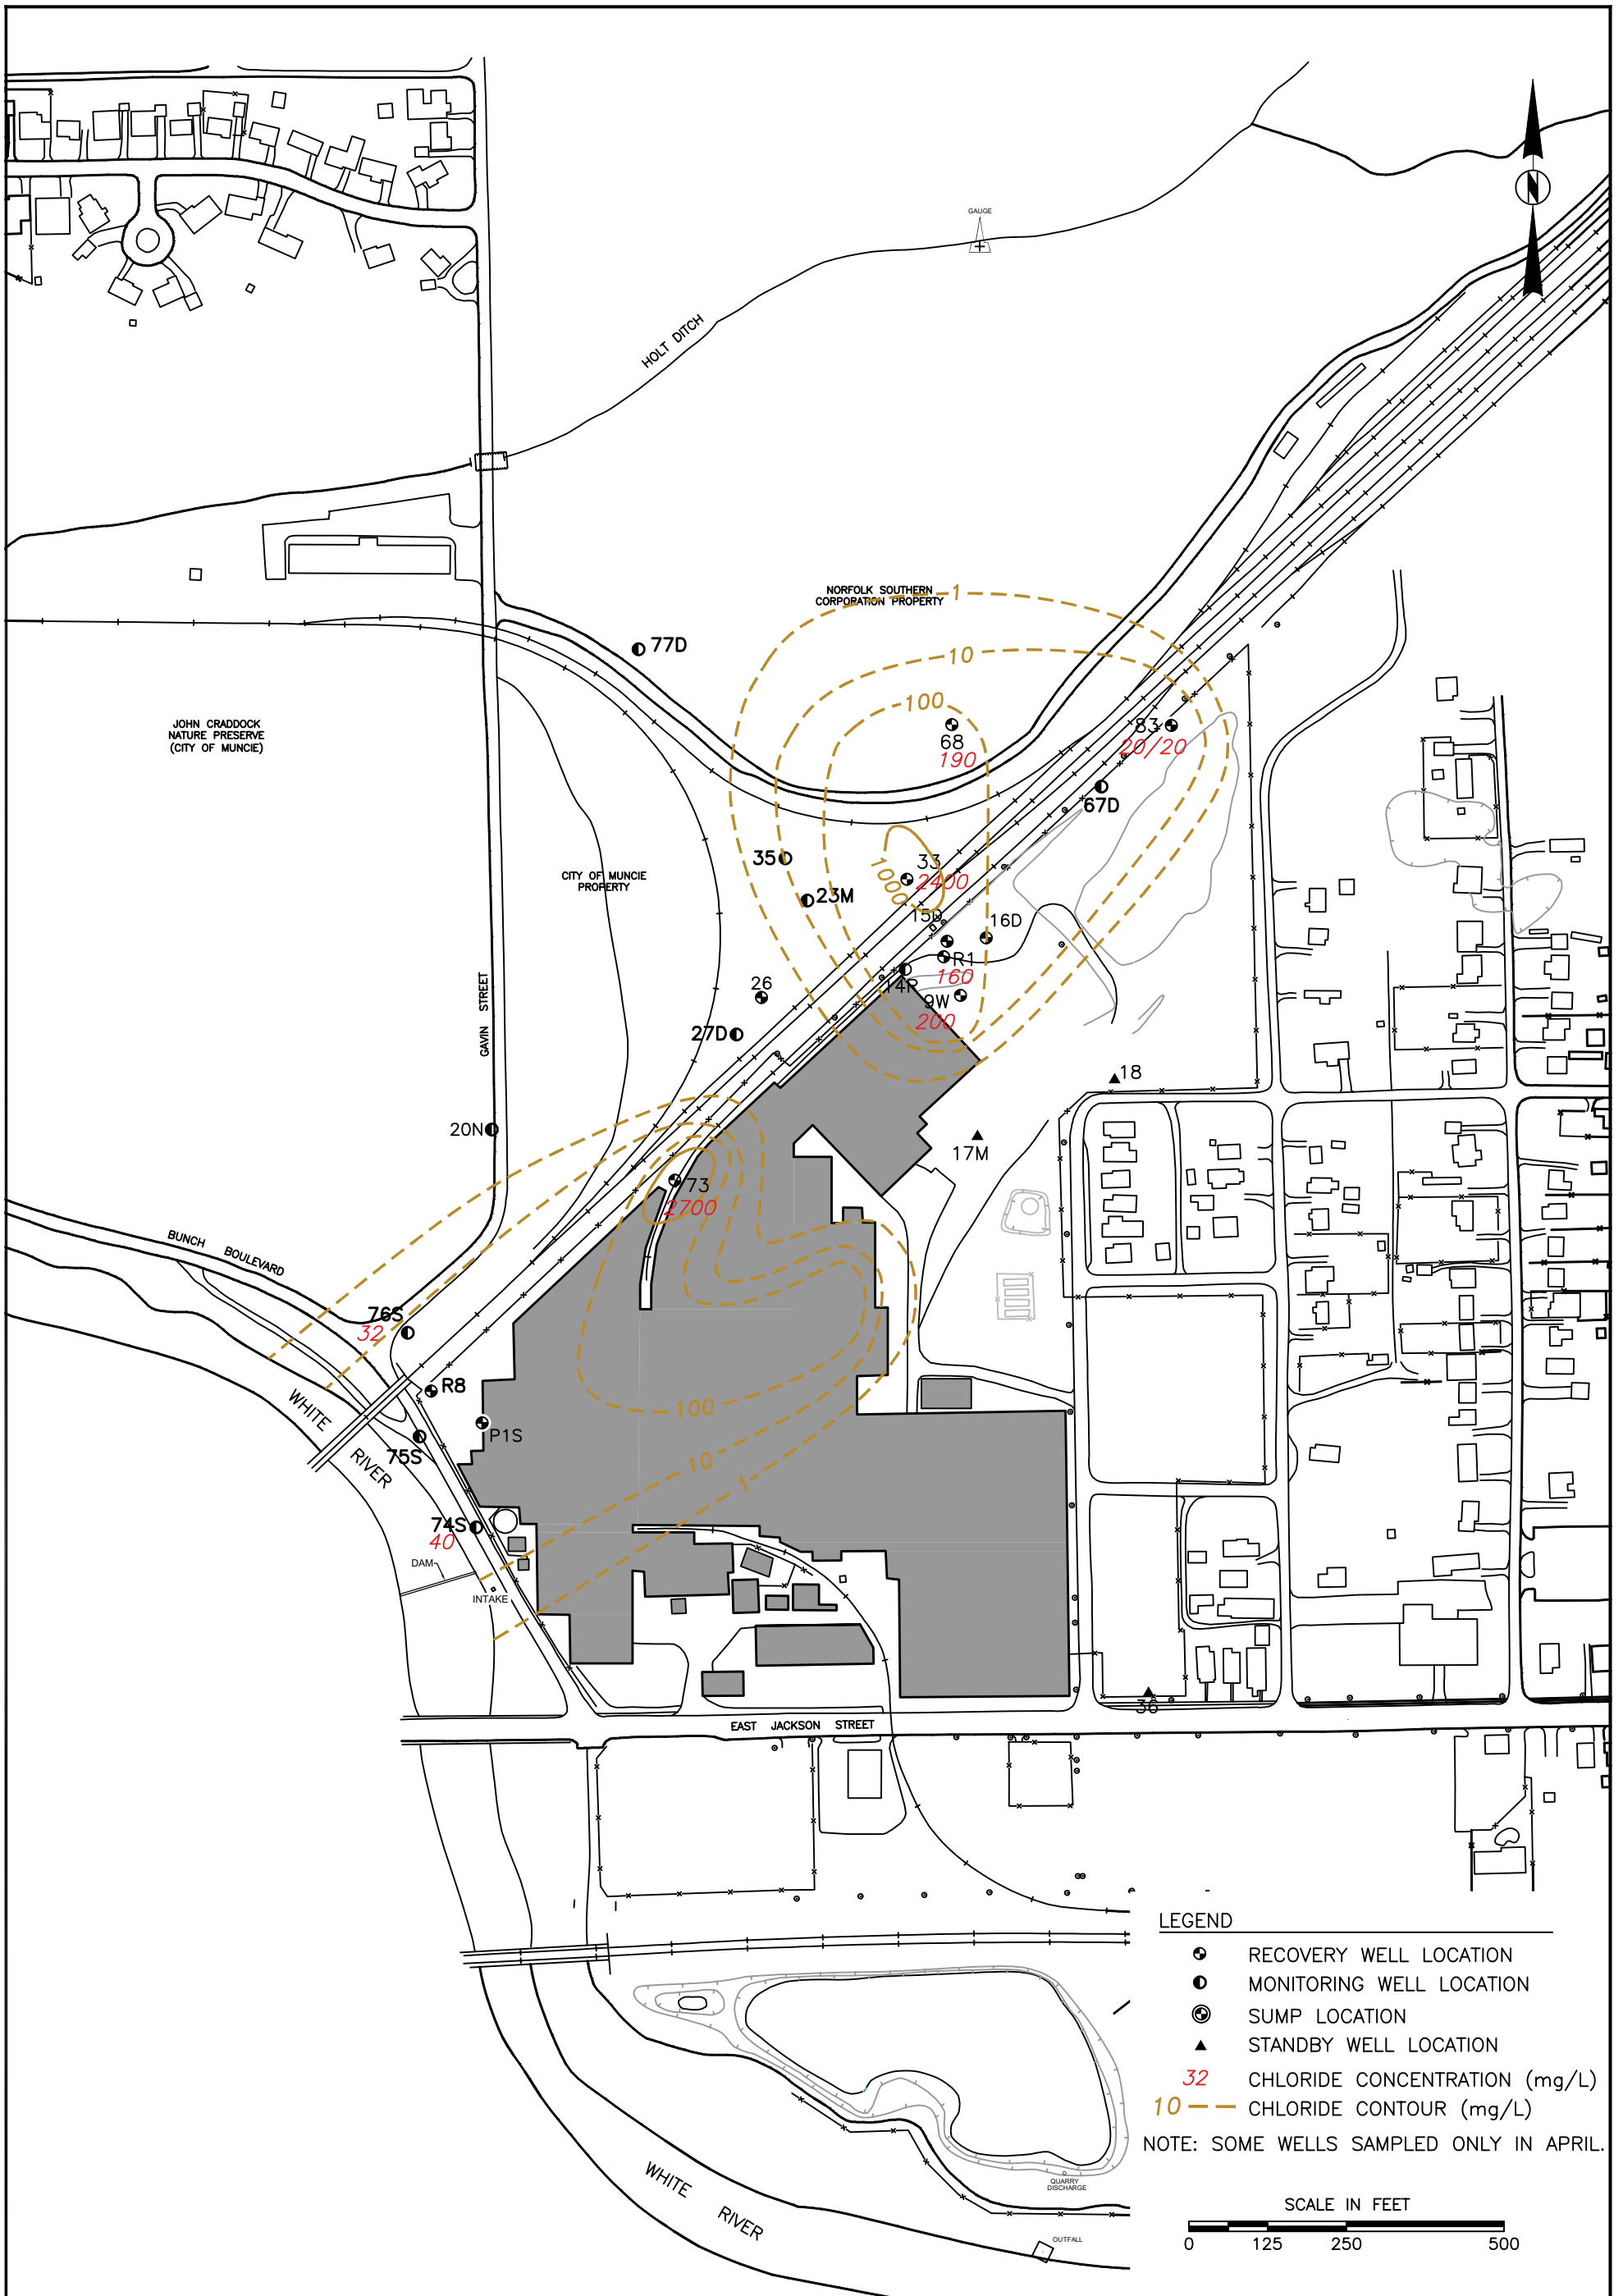 GAUGE
HOLT DITCH
NORFOLK SOUTHERN
CORPORATION PROPERTY
1
77D
10
100
JOHN CRADDOCK
NATURE PRESERVE
(CITY OF MUNCIE)
68
190
83
20/20
67D
35
CITY OF MUNCIE
PROPERTY
33
2400
1000
23M
15D
16D
R1
160
14R
26
9W
200
27D
GAVIN STREET
18
20N
17M
73
2700
BUNCH BOULEVARD
76S
32
R8
100
WHITE
RIVER
P1S
75S
10
1
74S
40
DAM
INTAKE
36
EAST JACKSON STREET
LEGEND
RECOVERY WELL LOCATION
MONITORING WELL LOCATION
SUMP LOCATION
STANDBY WELL LOCATION
32 CHLORIDE CONCENTRATION (mg/L)
10 CHLORIDE CONTOUR (mg/L)
NOTE: SOME WELLS SAMPLED ONLY IN APRIL.
QUARRY
DISCHARGE
WHITE
RIVER
OUTFALL
SCALE IN FEET
0 125 250 500
N